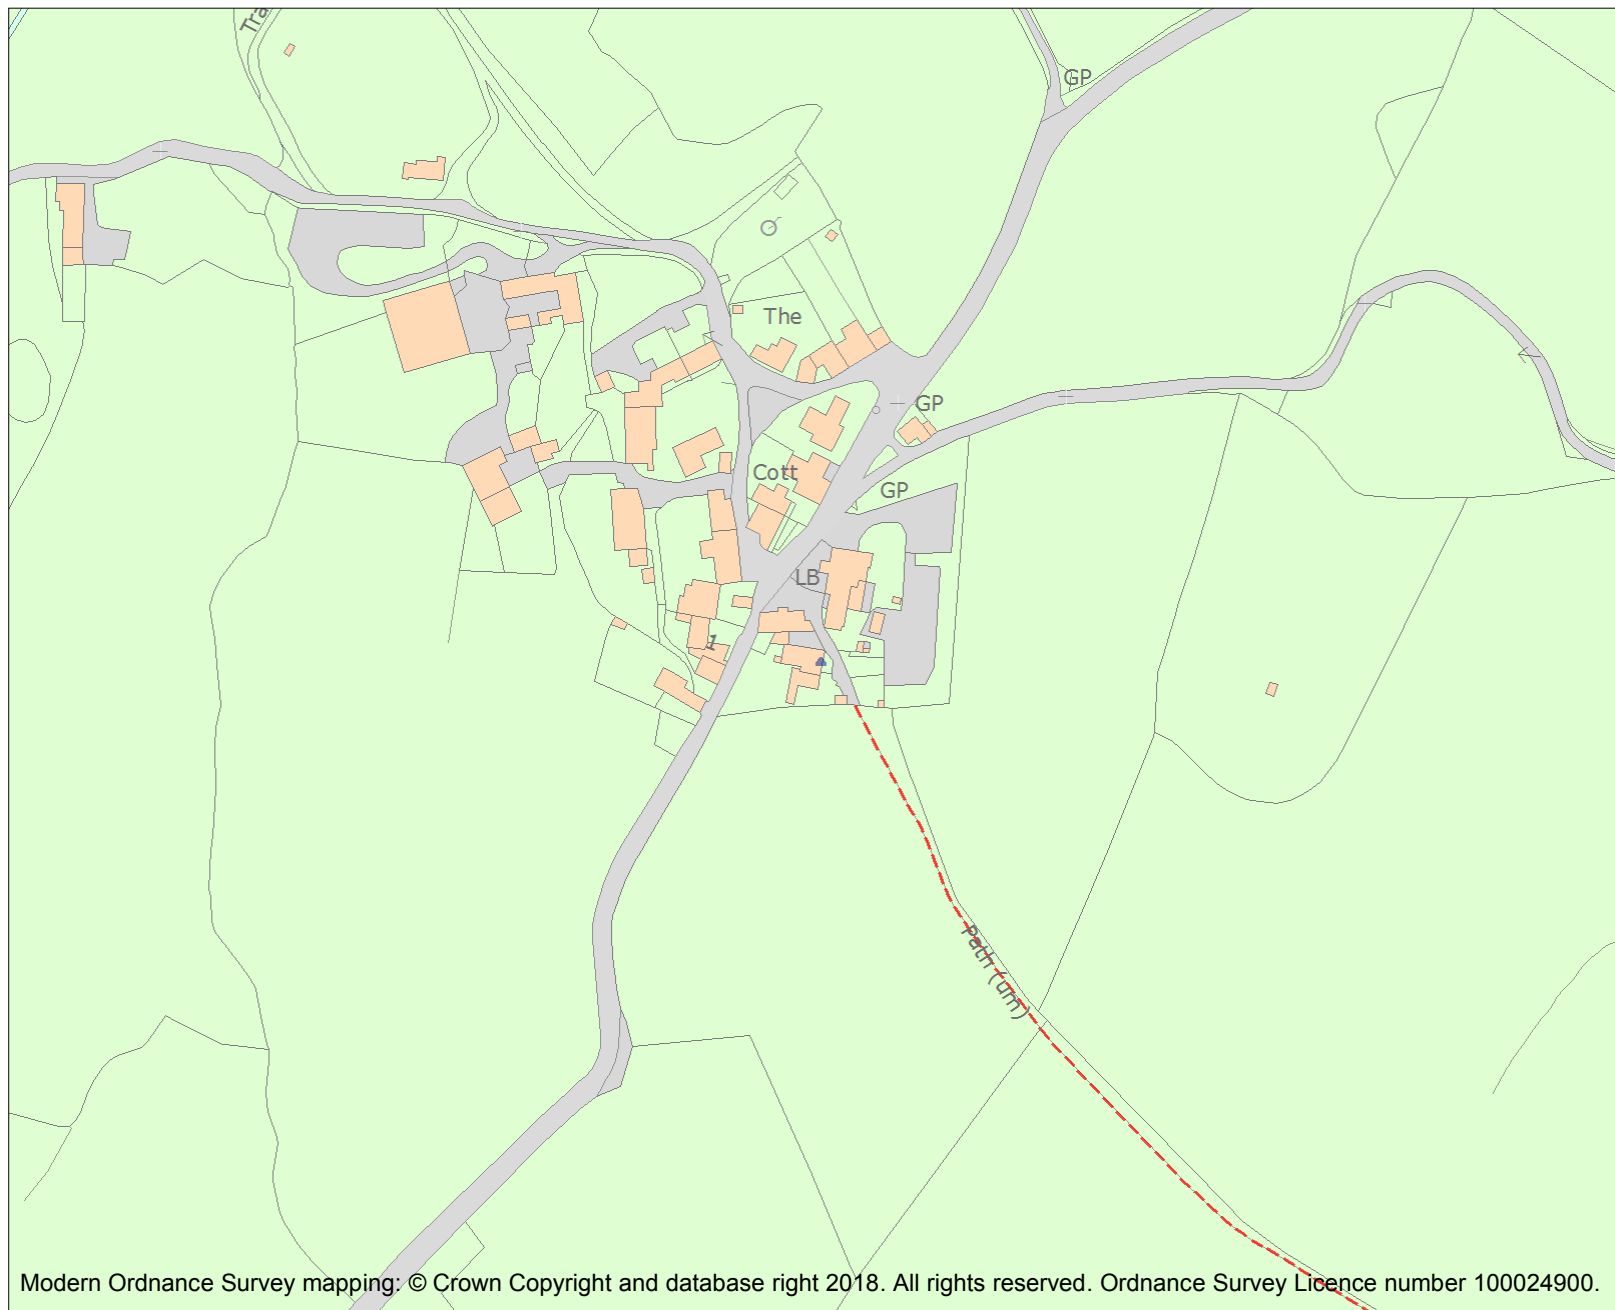 Tra
GP
The
GP
Cott
GP
LB
1
Path (um)
Modern Ordnance Survey mapping: © Crown Copyright and database right 2018. All rights reserved. Ordnance Survey Licence number 100024900.